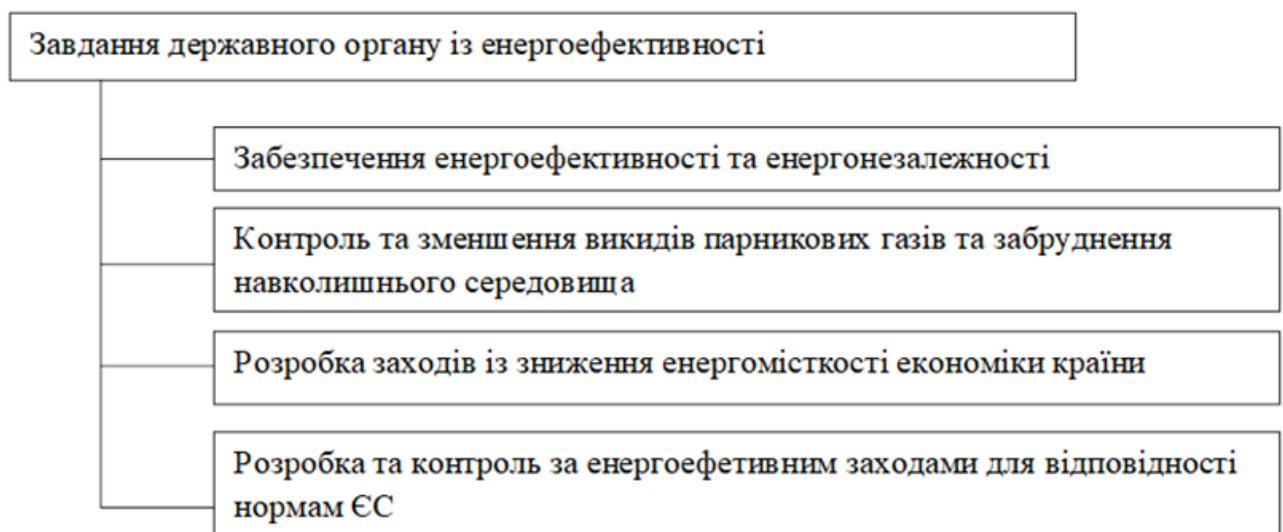 Завдання державного органу із енергоефективності
Забезпечення енергоефективності та енергонезалежності
Контроль та зменшення викидів парникових газів та забруднення
навколишнього середовища
Розробка заходів із зниження енергомісткості економіки країни
Розробка та контроль за енергоефетивним заходами для відповідності
нормам ЄС